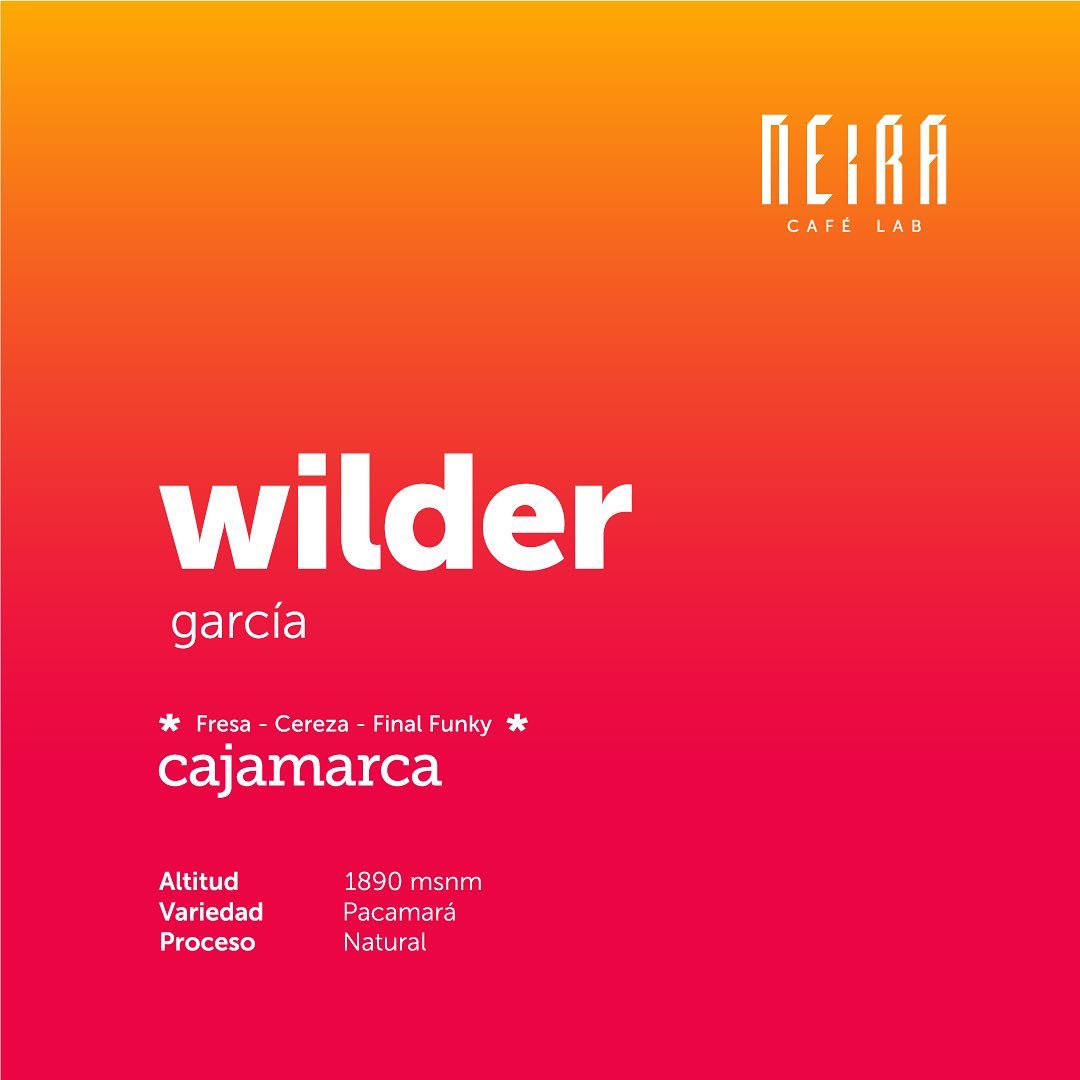 NEIRA
CAFÉ LAB
wilder
garcía
* Fresa - Cereza - Final Funky *
cajamarca
Altitud 1890 msnm
Variedad Pacamará
Proceso Natural